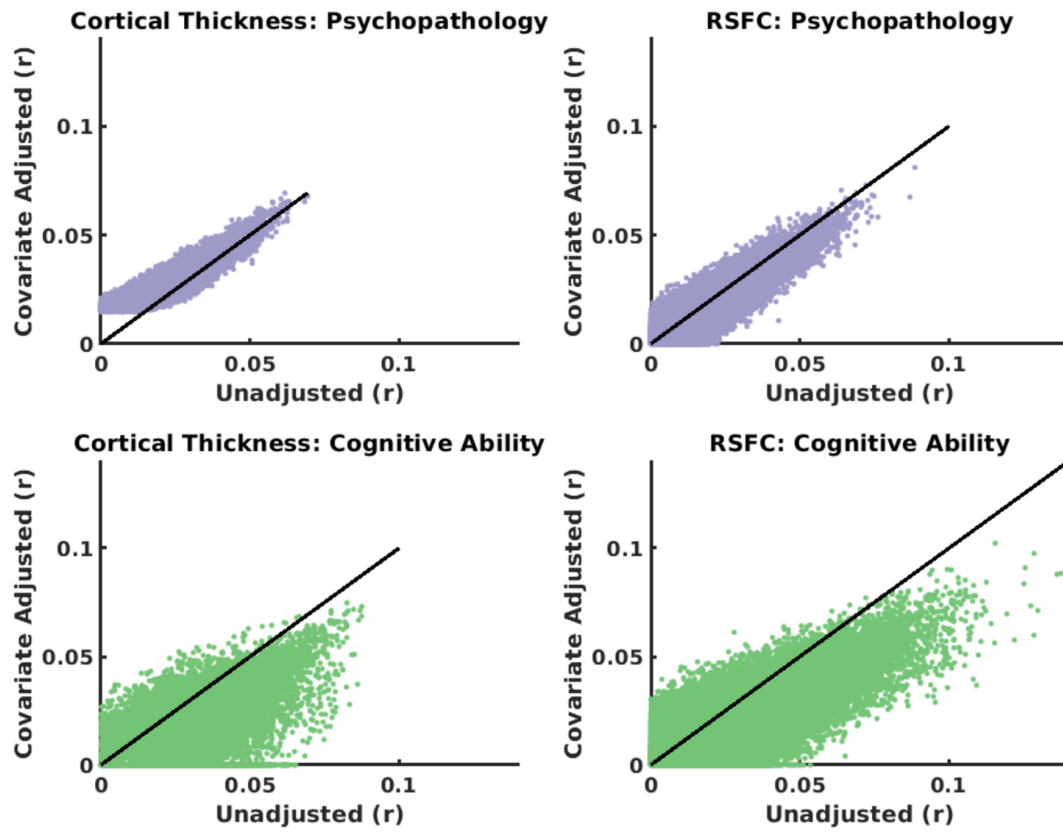 Cortical Thickness: Psychopathology
Covariate Adjusted (r)
0.1
0.05
0
0
0.05
0.1
Unadjusted (r)
RSFC: Psychopathology
Covariate Adjusted (r)
0.1
0.05
0
0
0.05
0.1
Unadjusted (r)
Cortical Thickness: Cognitive Ability
Covariate Adjusted (r)
0.1
0.05
0
0
0.05
0.1
Unadjusted (r)
RSFC: Cognitive Ability
Covariate Adjusted (r)
0.1
0.05
0
0
0.05
0.1
Unadjusted (r)